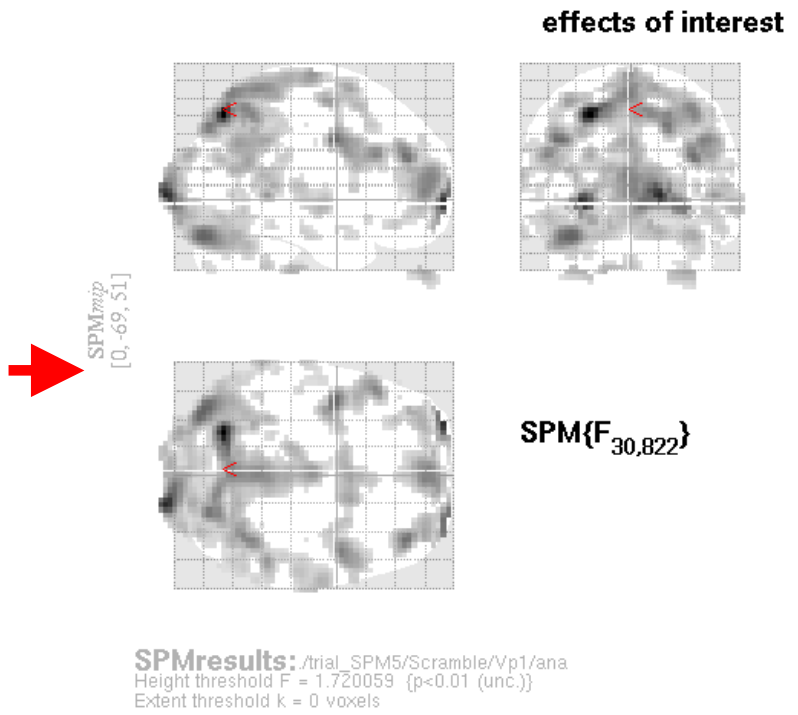 effects of interest
SPMmip
[0, -69, 51]
SPM{F30,822}
SPMresults: ./trial_SPM5/Scramble/Vp1/ana
Height threshold F = 1.720059 {p<0.01 (unc.)}
Extent threshold k = 0 voxels